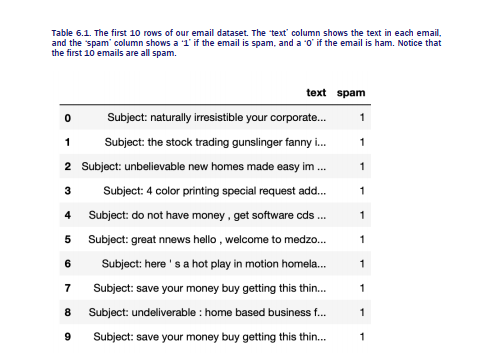 Table 6.1. The first 10 rows of our email dataset. The ‘text’ column shows the text in each email,
and the ‘spam’ column shows a ‘1’ if the email is spam, and a ‘0’ if the email is ham. Notice that
the first 10 emails are all spam.
text spam
0 Subject: naturally irresistible your corporate... 1
1 Subject: the stock trading gunslinger fanny i... 1
2 Subject: unbelievable new homes made easy im ... 1
3 Subject: 4 color printing special request add... 1
4 Subject: do not have money , get software cds ... 1
5 Subject: great nnews hello , welcome to medzo... 1
6 Subject: here ' s a hot play in motion homela... 1
7 Subject: save your money buy getting this thin... 1
8 Subject: undeliverable : home based business f... 1
9 Subject: save your money buy getting this thin... 1